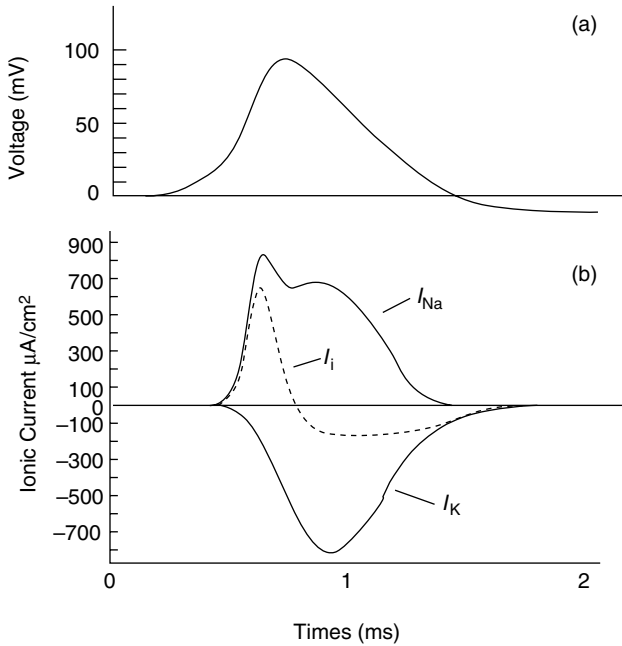 (a)
Voltage (mV)
100
50
0
(b)
Ionic Current μA/cm²
900
700
500
300
100
0
−100
−300
−500
−700
I_Na
I_i
I_K
0
1
2
Times (ms)